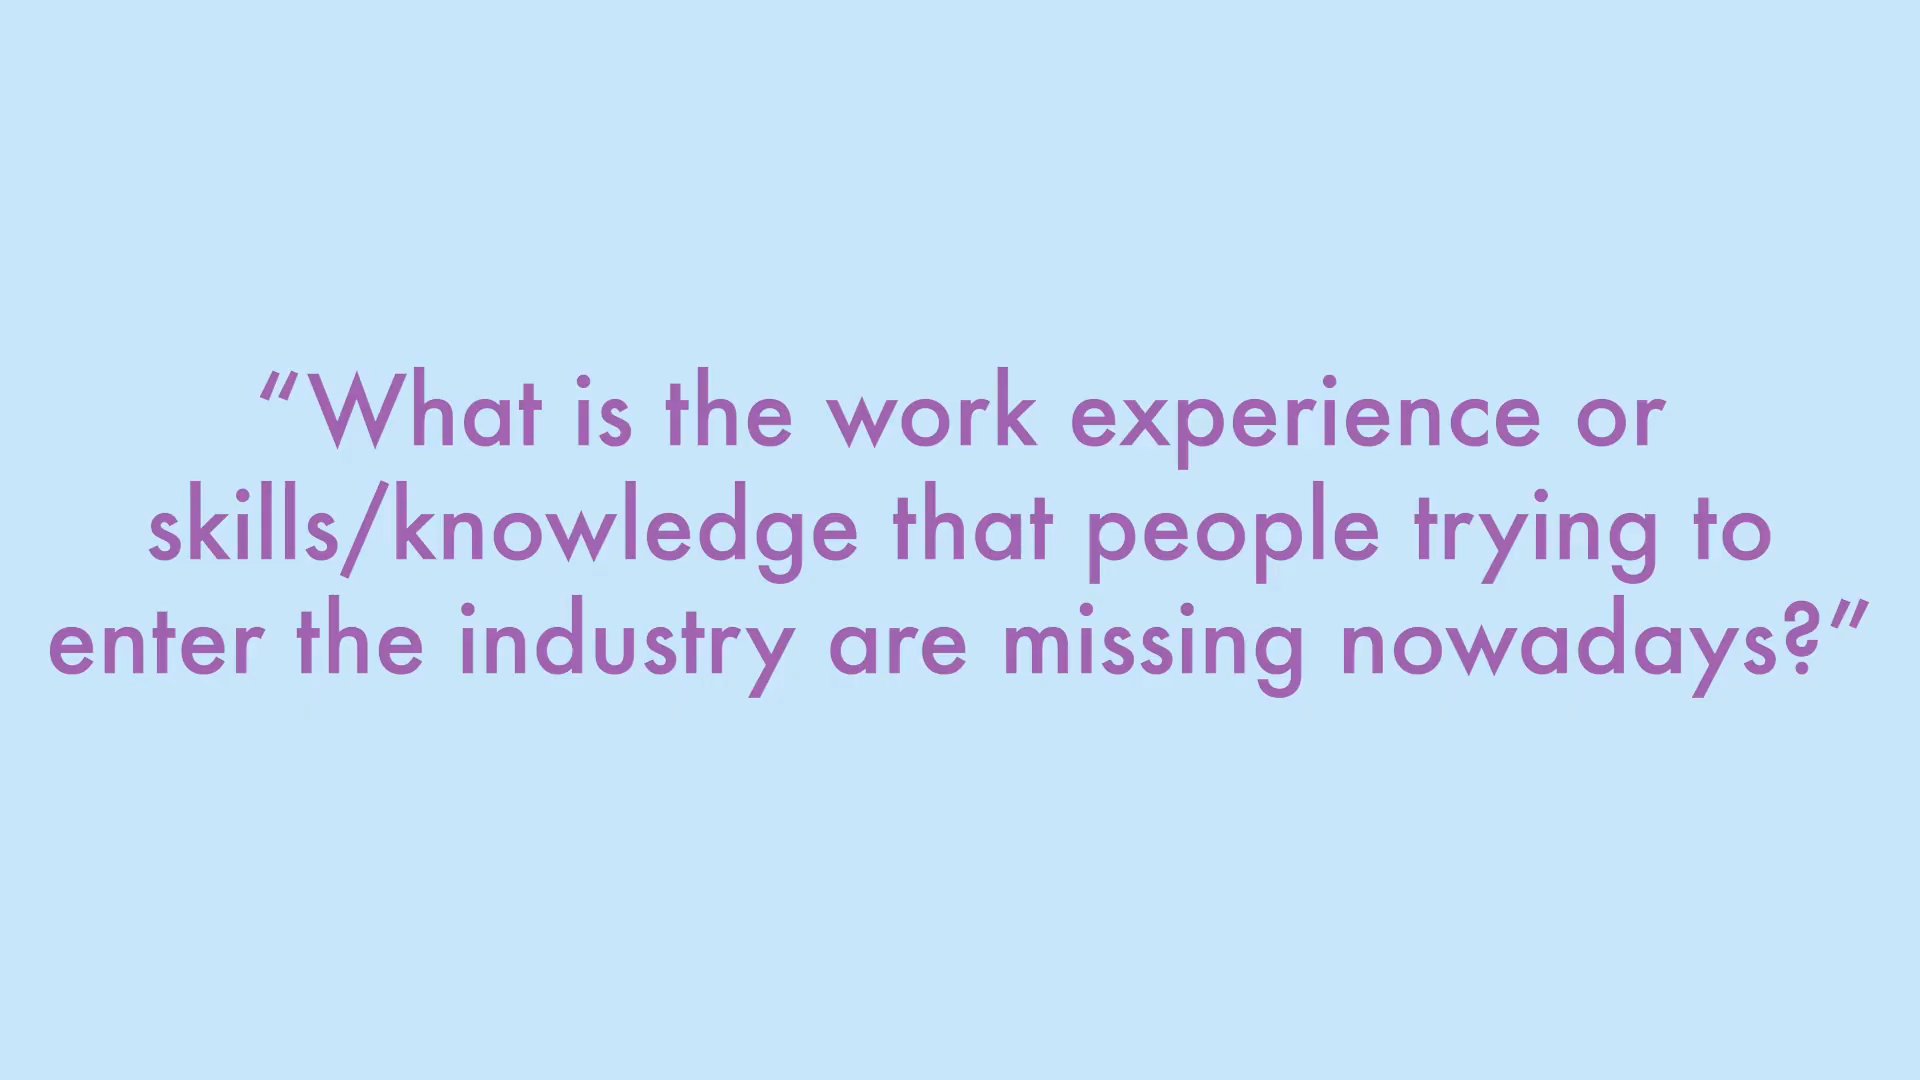 “What is the work experience or
skills/knowledge that people trying to
enter the industry are missing nowadays?”